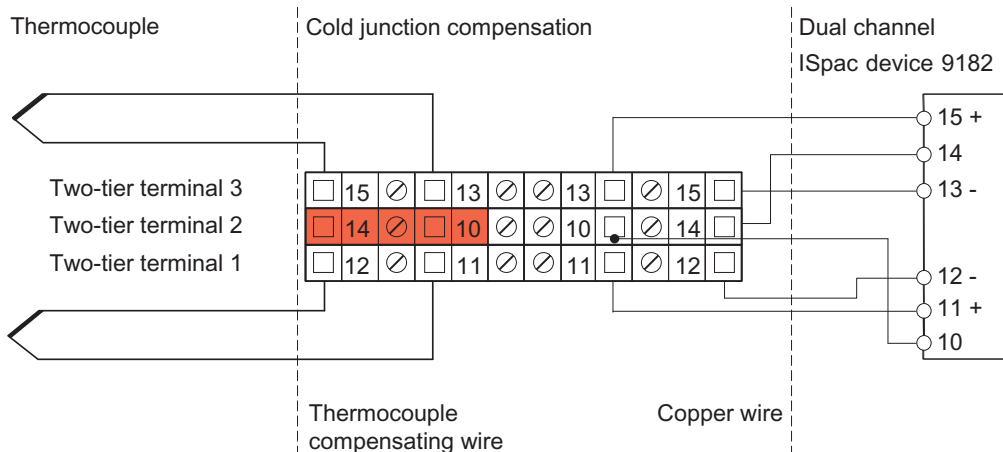 Thermocouple
Cold junction compensation
Dual channel
ISpac device 9182
15 +
14
13 -
12 -
11 +
10
Two-tier terminal 3
15 13 13 15
Two-tier terminal 2
14 10 10 14
Two-tier terminal 1
12 11 11 12
Thermocouple
compensating wire
Copper wire